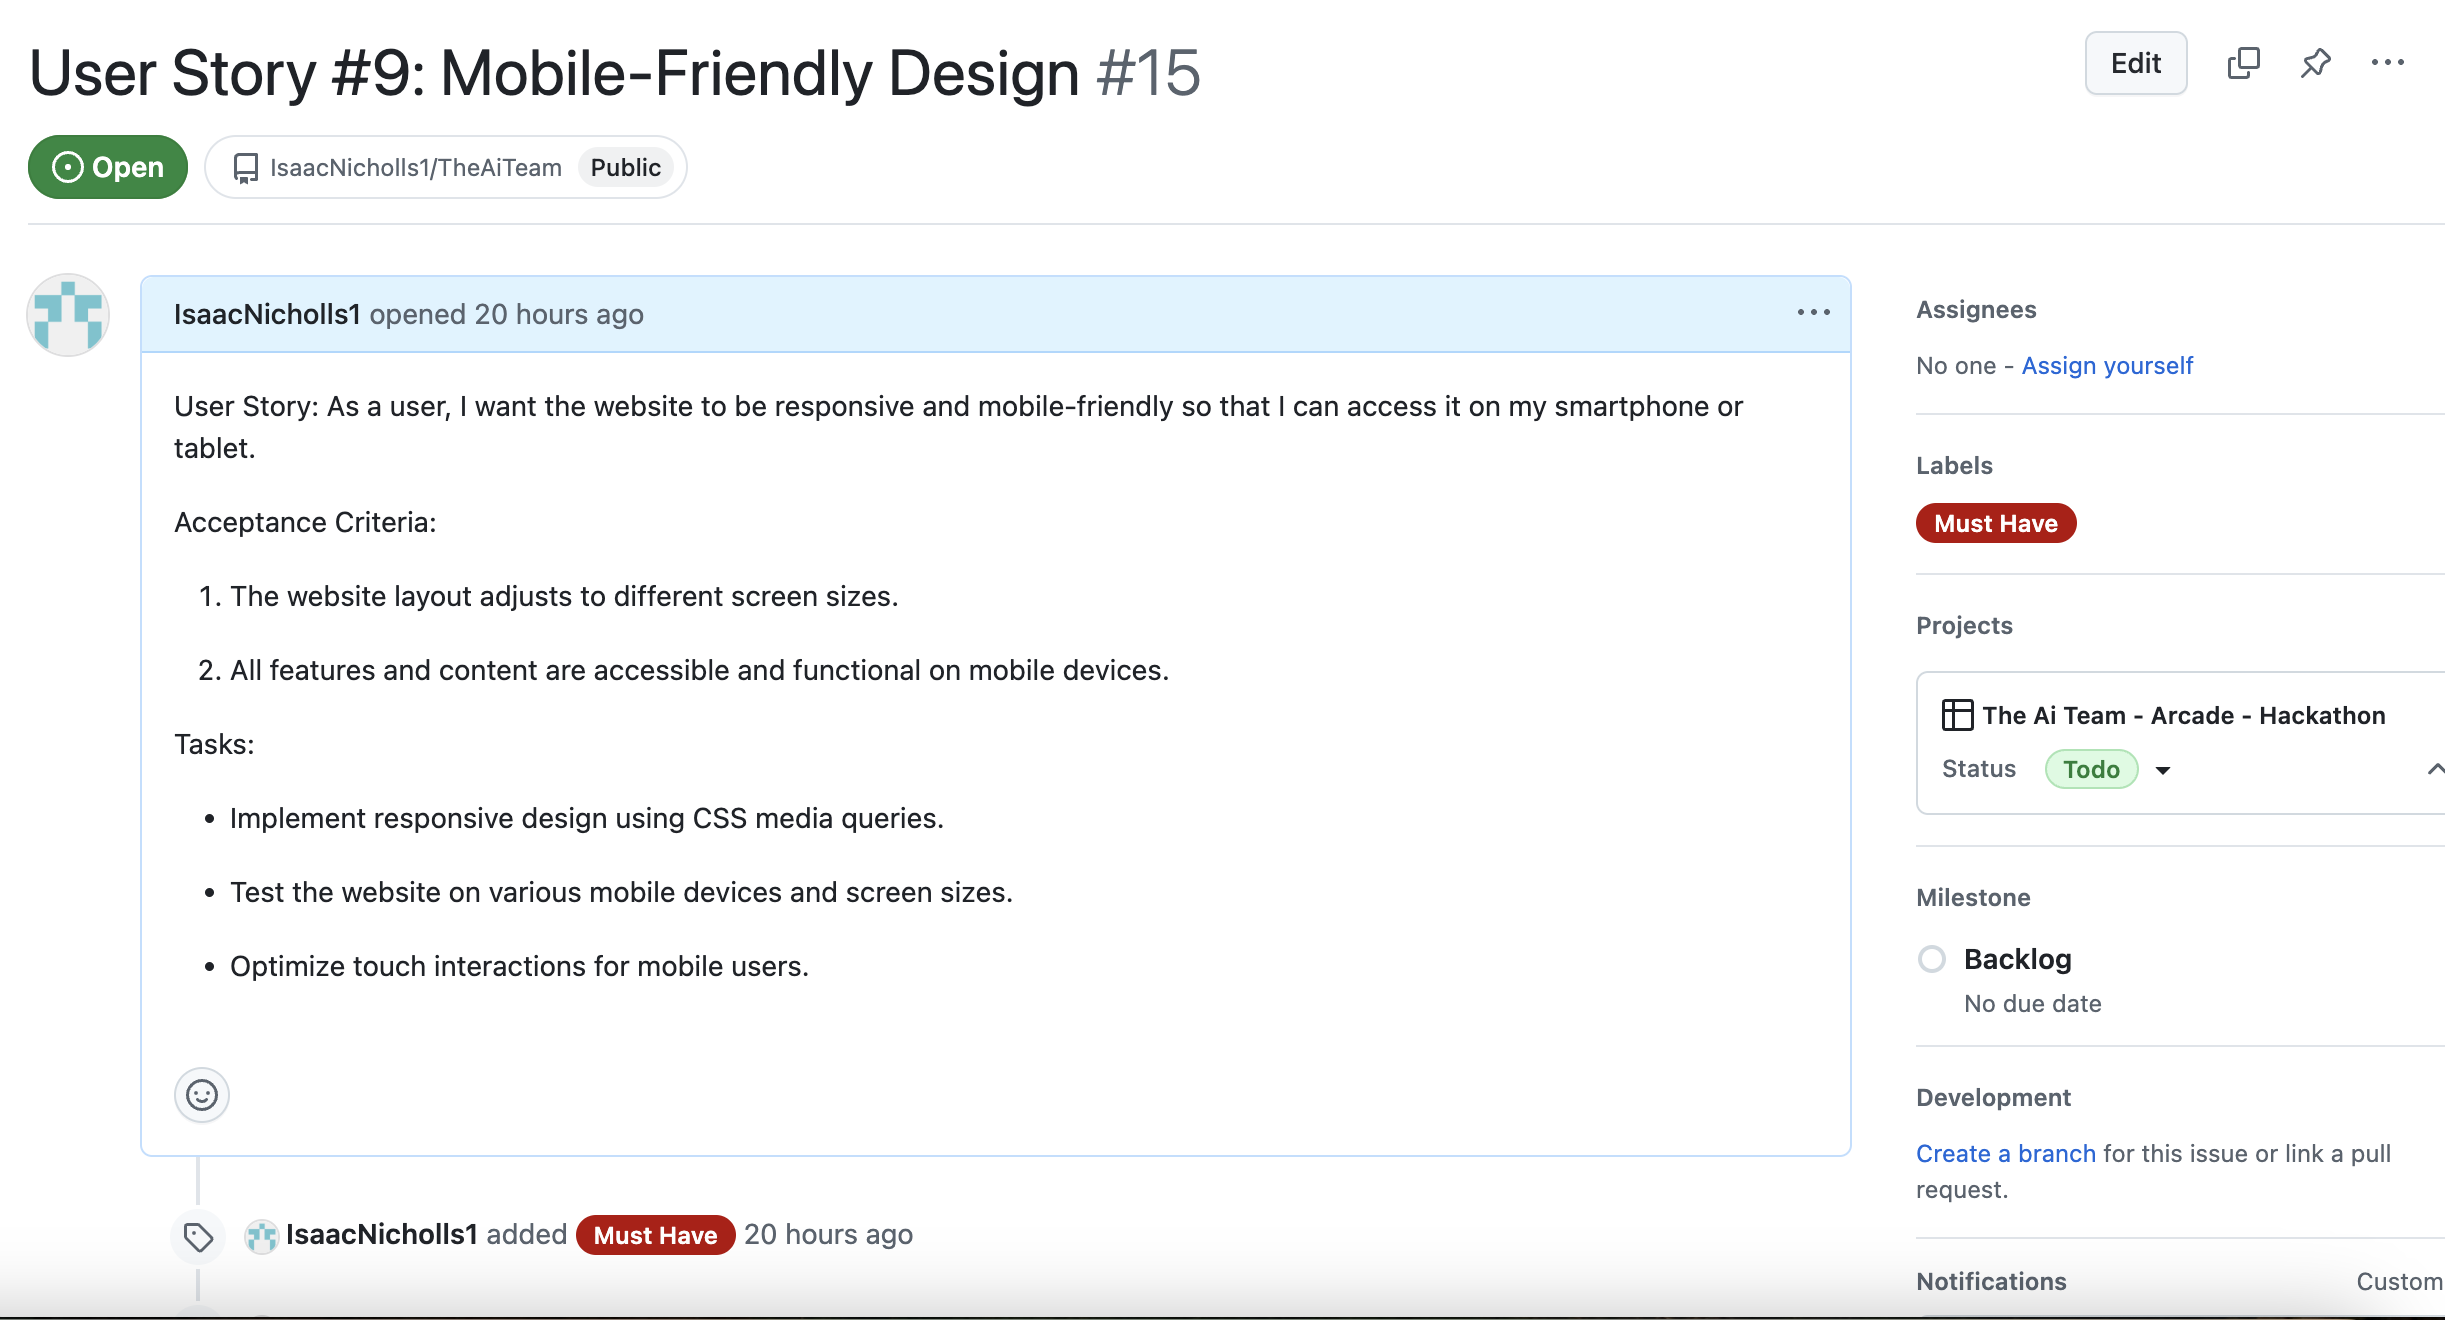 User Story #9: Mobile-Friendly Design #15
Edit
Open
IsaacNicholls1/TheAiTeam Public
IsaacNicholls1 opened 20 hours ago
User Story: As a user, I want the website to be responsive and mobile-friendly so that I can access it on my smartphone or
tablet.
Acceptance Criteria:
1. The website layout adjusts to different screen sizes.
2. All features and content are accessible and functional on mobile devices.
Tasks:
• Implement responsive design using CSS media queries.
• Test the website on various mobile devices and screen sizes.
• Optimize touch interactions for mobile users.
IsaacNicholls1 added Must Have 20 hours ago
Assignees
No one - Assign yourself
Labels
Must Have
Projects
The Ai Team - Arcade - Hackathon
Status Todo
Milestone
Backlog
No due date
Development
Create a branch for this issue or link a pull
request.
Notifications
Custom